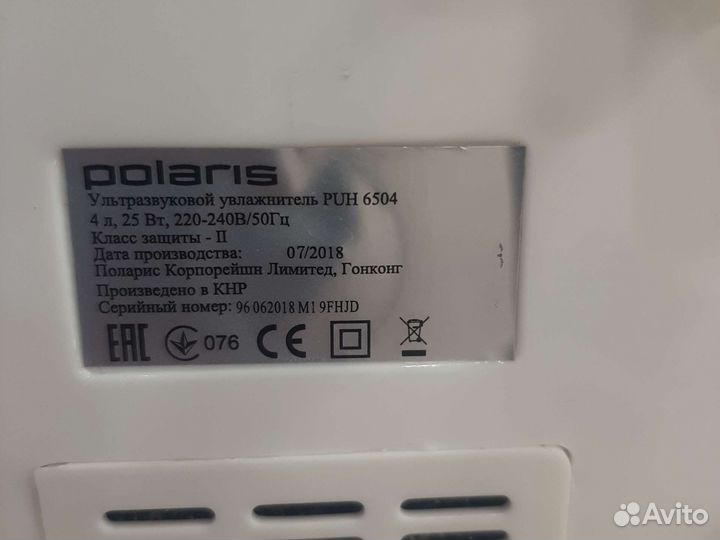 polaris
Ультразвуковой увлажнитель PUH 6504
4 л, 25 Вт, 220-240В/50Гц
Класс защиты - II
Дата производства: 07/2018
Поларис Корпорейшн Лимитед, Гонконг
Произведено в КНР
Серийный номер: 96 062018 M1 9FHJD
EAC 076 CE
Avito